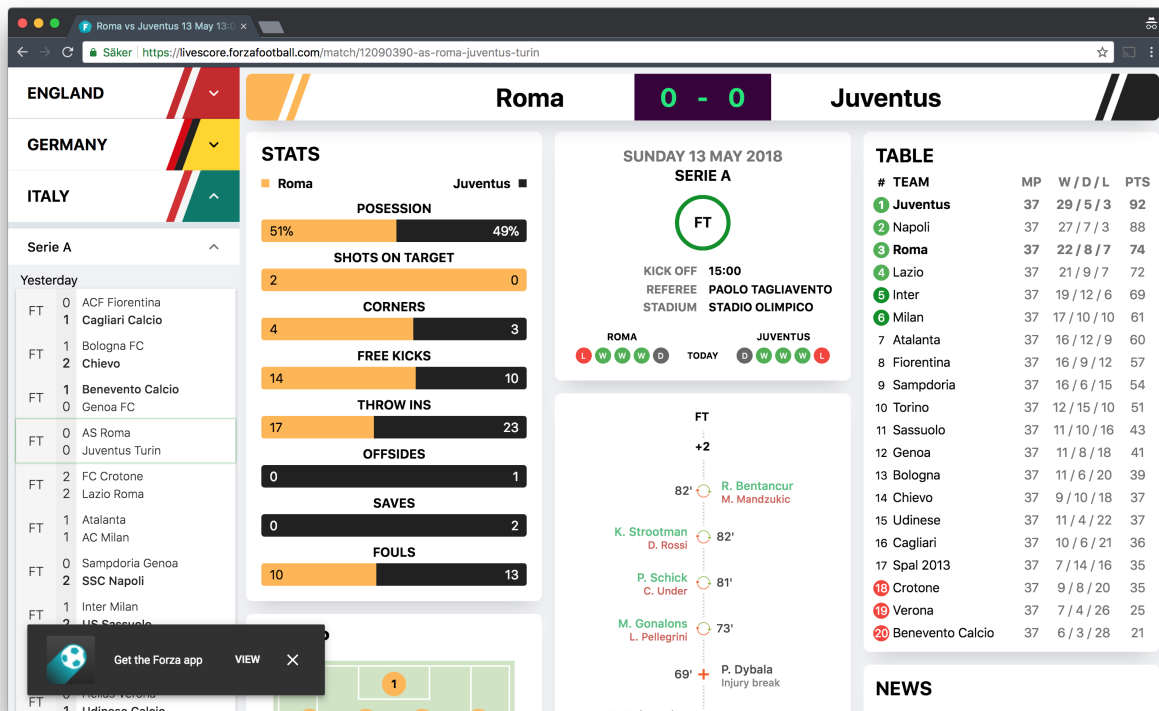 Roma vs Juventus 13 May 13:0
Säker https://livescore.forzafootball.com/match/12090390-as-roma-juventus-turin
ENGLAND
GERMANY
ITALY
Serie A
Yesterday
FT 0 ACF Fiorentina
1 Cagliari Calcio
FT 1 Bologna FC
2 Chievo
FT 1 Benevento Calcio
0 Genoa FC
FT 0 AS Roma
0 Juventus Turin
FT 2 FC Crotone
2 Lazio Roma
FT 1 Atalanta
1 AC Milan
FT 0 Sampdoria Genoa
2 SSC Napoli
FT 1 Inter Milan
2 US Sassuolo
Get the Forza app VIEW
FT Hellas Verona
1 Udinese Calcio
Roma 0 - 0 Juventus
STATS
Roma Juventus
POSESSION
51% 49%
SHOTS ON TARGET
2 0
CORNERS
4 3
FREE KICKS
14 10
THROW INS
17 23
OFFSIDES
0 1
SAVES
0 2
FOULS
10 13
1
SUNDAY 13 MAY 2018
SERIE A
FT
KICK OFF 15:00
REFEREE PAOLO TAGLIAVENTO
STADIUM STADIO OLIMPICO
ROMA JUVENTUS
L W W W D TODAY D W W W L
FT
+2
82' R. Bentancur
M. Mandzukic
K. Strootman 82'
D. Rossi
P. Schick 81'
C. Under
M. Gonalons 73'
L. Pellegrini
69' P. Dybala
Injury break
TABLE
# TEAM MP W / D / L PTS
1 Juventus 37 29 / 5 / 3 92
2 Napoli 37 27 / 7 / 3 88
3 Roma 37 22 / 8 / 7 74
4 Lazio 37 21 / 9 / 7 72
5 Inter 37 19 / 12 / 6 69
6 Milan 37 17 / 10 / 10 61
7 Atalanta 37 16 / 12 / 9 60
8 Fiorentina 37 16 / 9 / 12 57
9 Sampdoria 37 16 / 6 / 15 54
10 Torino 37 12 / 15 / 10 51
11 Sassuolo 37 11 / 10 / 16 43
12 Genoa 37 11 / 8 / 18 41
13 Bologna 37 11 / 6 / 20 39
14 Chievo 37 9 / 10 / 18 37
15 Udinese 37 11 / 4 / 22 37
16 Cagliari 37 10 / 6 / 21 36
17 Spal 2013 37 7 / 14 / 16 35
18 Crotone 37 9 / 8 / 20 35
19 Verona 37 7 / 4 / 26 25
20 Benevento Calcio 37 6 / 3 / 28 21
NEWS